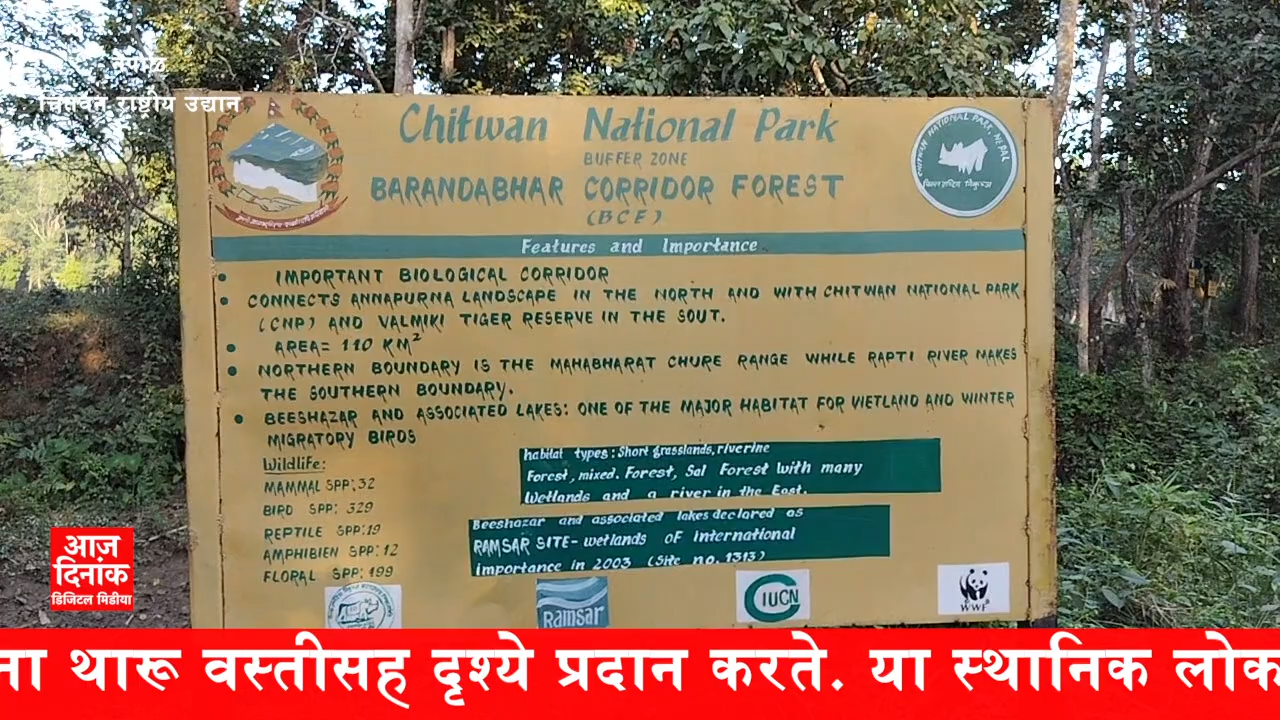 नेपाळ
चितवन राष्ट्रीय उद्यान
Chitwan National Park
BUFFER ZONE
BARANDABHAR CORRIDOR FOREST
(BCF)
CHITWAN NATIONAL PARK, NEPAL
Features and Importance
• IMPORTANT BIOLOGICAL CORRIDOR
• CONNECTS ANNAPURNA LANDSCAPE IN THE NORTH AND WITH CHITWAN NATIONAL PARK
(CNP) AND VALMIKI TIGER RESERVE IN THE SOUT.
• AREA= 110 KM²
• NORTHERN BOUNDARY IS THE MAHABHARAT CHURE RANGE WHILE RAPTI RIVER MAKES
THE SOUTHERN BOUNDARY.
• BEESHAZAR AND ASSOCIATED LAKES: ONE OF THE MAJOR HABITAT FOR WETLAND AND WINTER
MIGRATORY BIRDS
Wildlife:
MAMMAL SPP: 32
BIRD SPP: 329
REPTILE SPP: 19
AMPHIBIEN SPP: 12
FLORAL SPP: 199
habitat types: Short grasslands, riverine
Forest, mixed. Forest, Sal Forest with many
Wetlands and a river in the East.
Beeshazar and associated lakes declared as
RAMSAR SITE- wetlands OF International
importance in 2003 (Site no. 1313)
Ramsar
IUCN
WWF
आज
दिनांक
डिजिटल मिडीया
ना थारू वस्तीसह दृश्ये प्रदान करते. या स्थानिक लोक